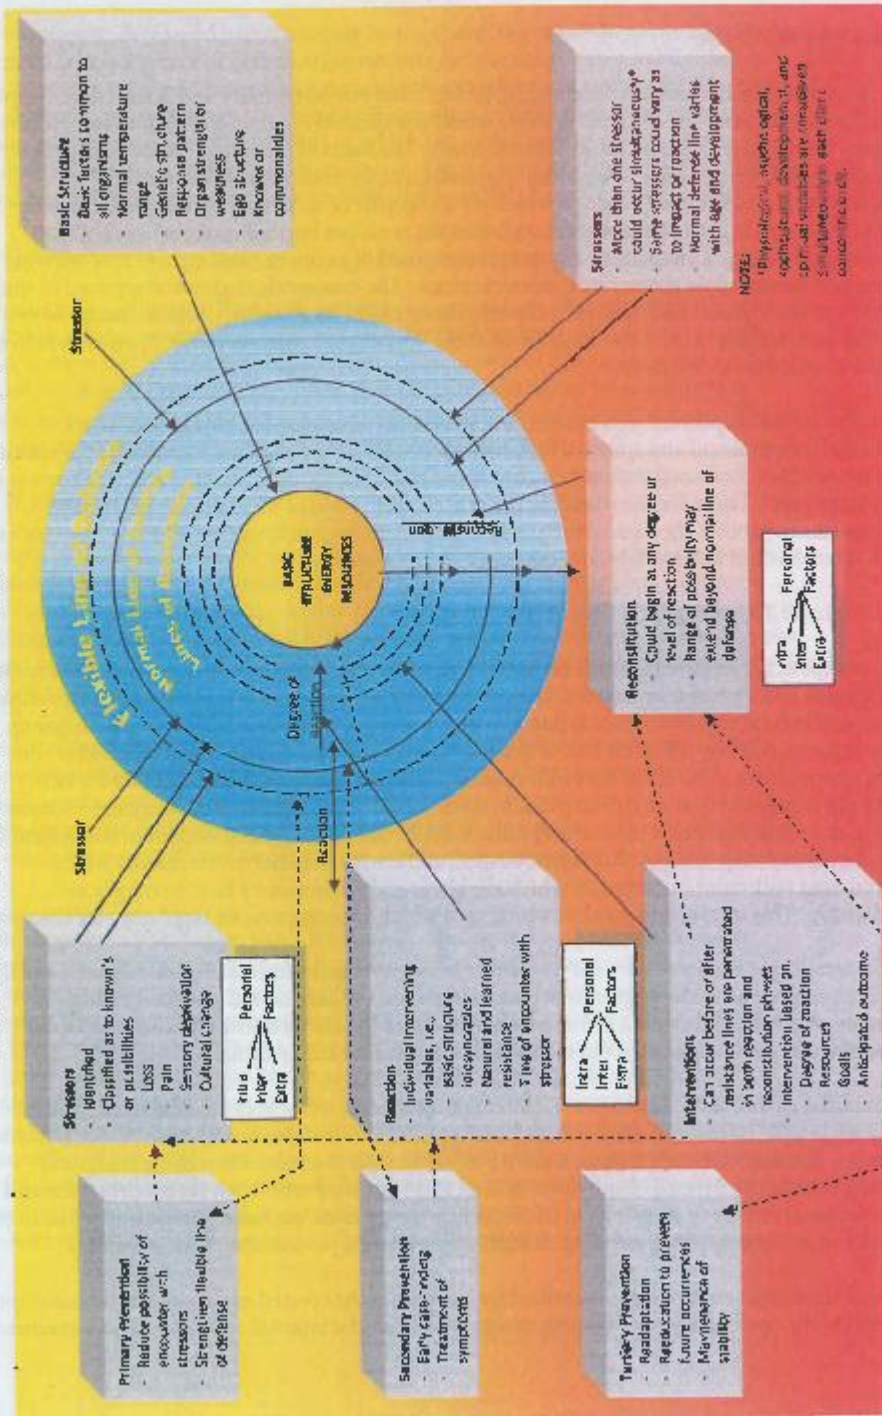 Primary Prevention
- Reduce possibility of
encounter with
stressors
- Strengthen flexible line
of defense
Secondary Prevention
- Early case-finding
- Treatment of
symptoms
Tertiary Prevention
- Readaptation
- Reeducation to prevent
future occurrences
- Maintenance of
stability
Stressors
- Identified
- Classified as to known's
or possibilities
- Loss
- Pain
- Sensory deprivation
- Cultural change
Intra
Inter
Extra
Personal
Factors
Reaction
- Individual intervening
variables, i.e.,
- Basic structure
idiosyncracies
- Natural and learned
resistance
- Time of encounter with
stressor
Intra
Inter
Extra
Personal
Factors
Interventions
- Can occur before or after
resistance lines are penetrated
in both reaction and
reconstitution phases
- Intervention based on:
- Degree of reaction
- Resources
- Goals
- Anticipated outcome
Stressor
Stressor
Flexible Line of Defense
Normal Line of Defense
Lines of Resistance
BASIC
STRUCTURE
ENERGY
RESOURCES
Degree of
Reaction
Reaction
Reconstitution
Reconstitution
- Could begin at any degree or
level of reaction
- Range of possibility may
extend beyond normal line of
defense
Intra
Inter
Extra
Personal
Factors
Basic Structure
- Basic factors common to
all organisms
- Normal temperature
range
- Genetic structure
- Response pattern
- Organ strength or
weakness
- Ego structure
- Knowns or
commonalities
Stressors
- More than one stressor
could occur simultaneously*
- Same stressors could vary as
to impact or reaction
- Normal defense line varies
with age and development
NOTE:
*Physiological, psychological,
sociocultural, developmental, and
spiritual variables are considered
simultaneously in each client
concentric circle.